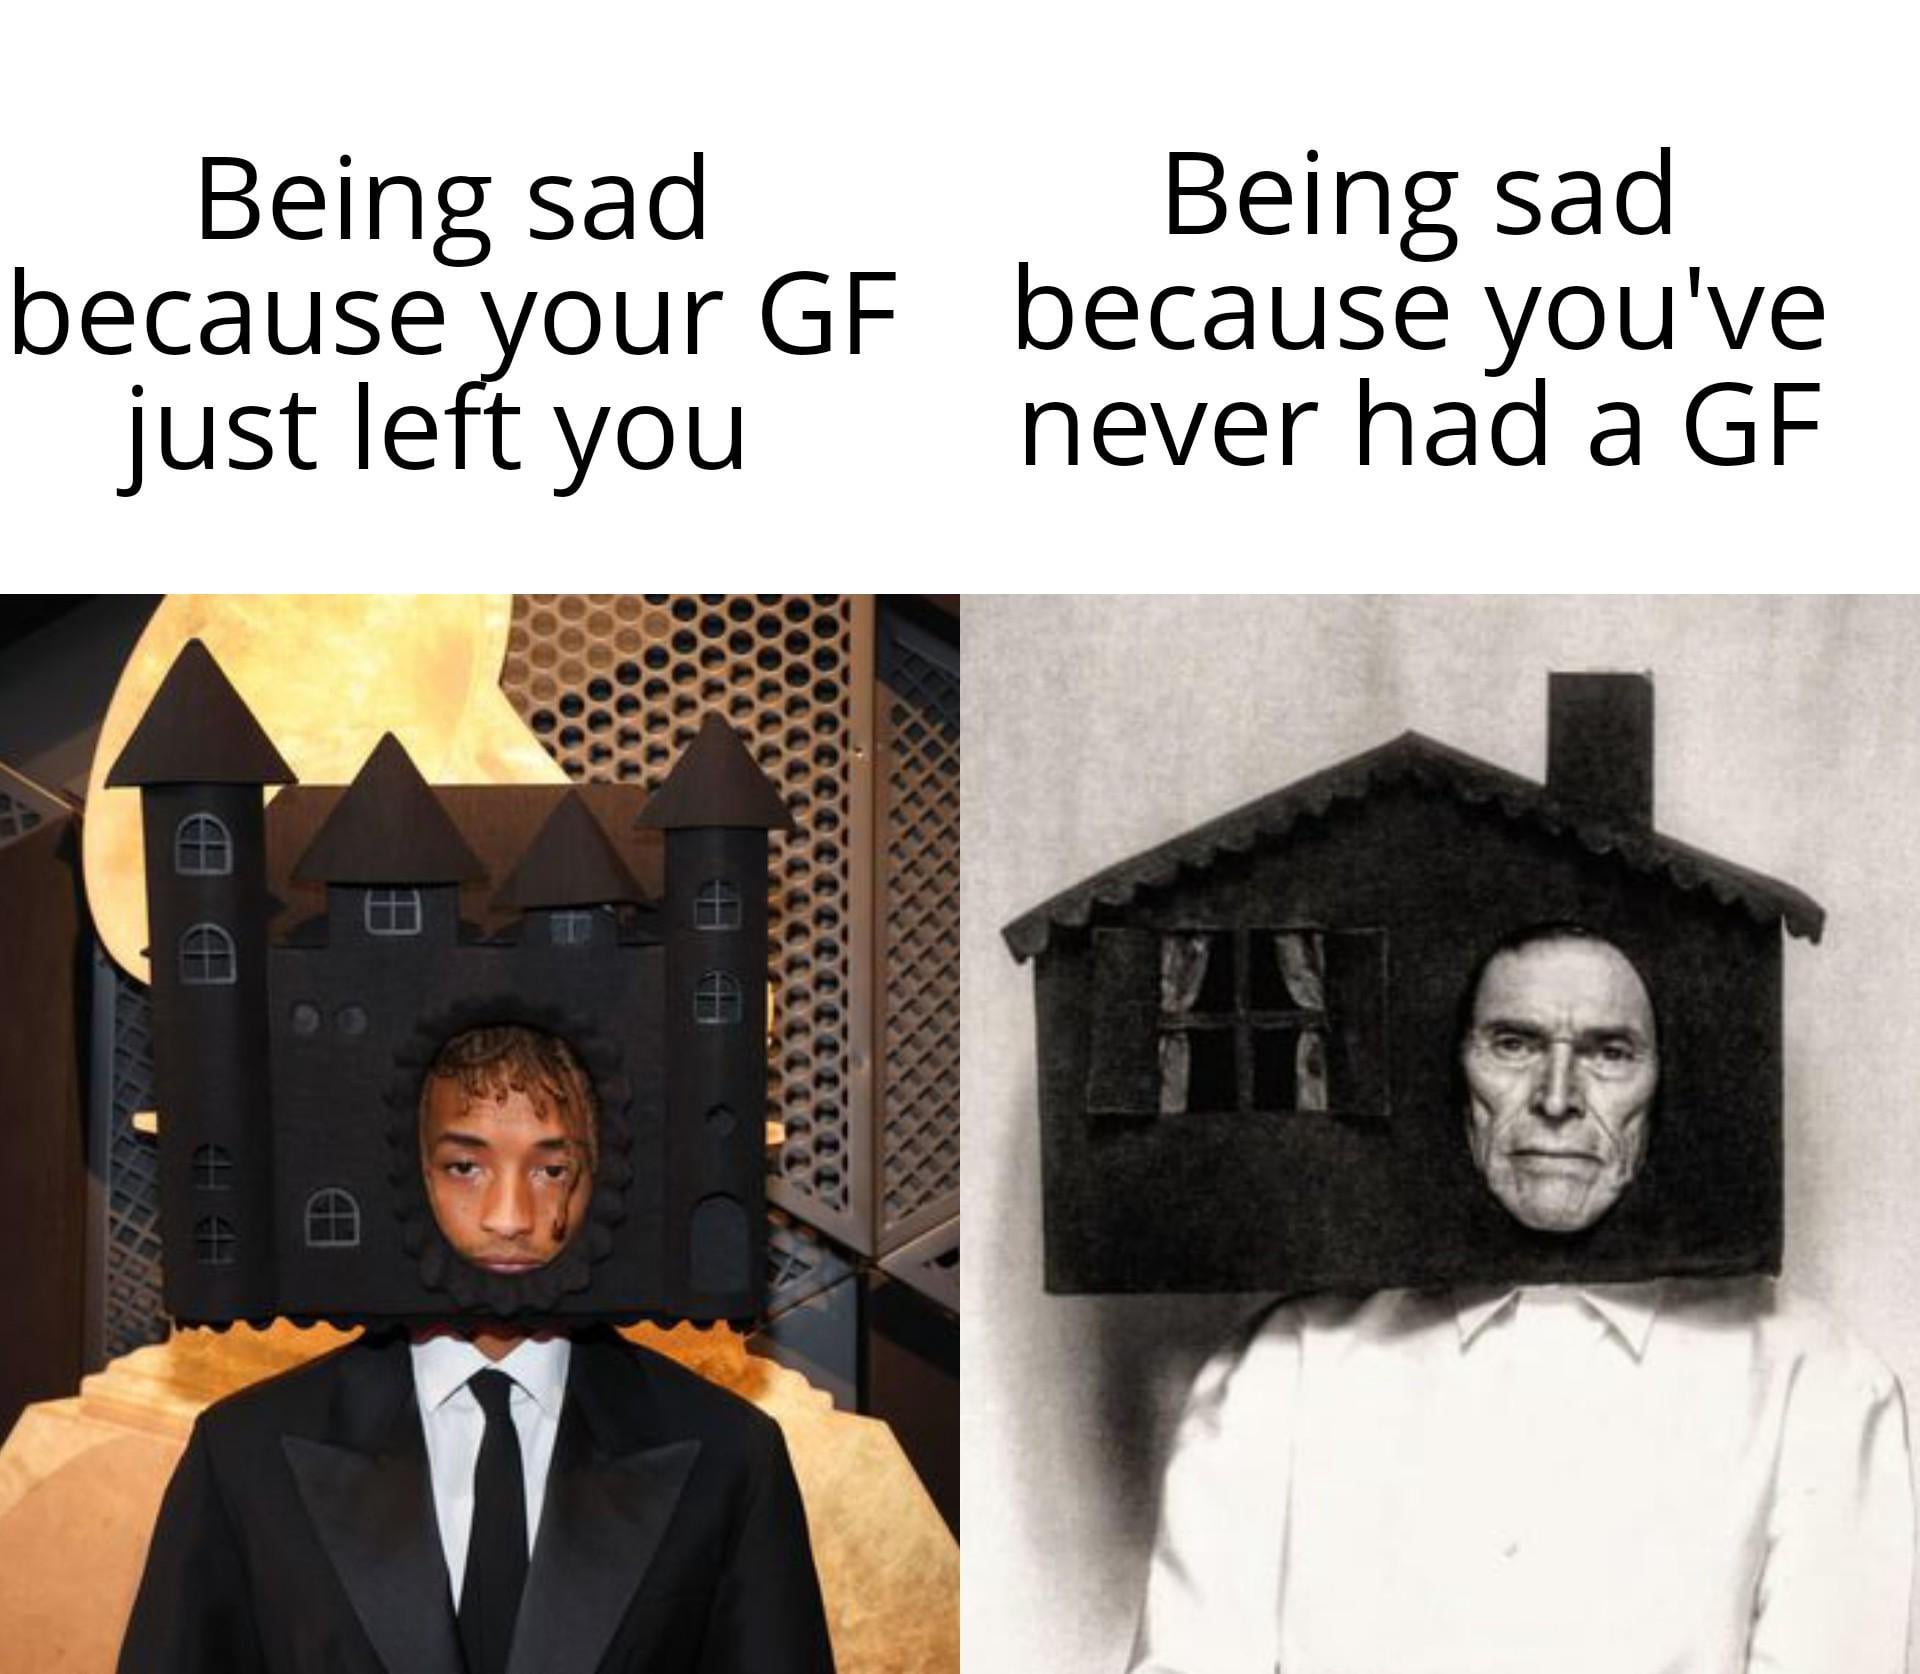 Being sad
because your GF
just left you
Being sad
because you've
never had a GF